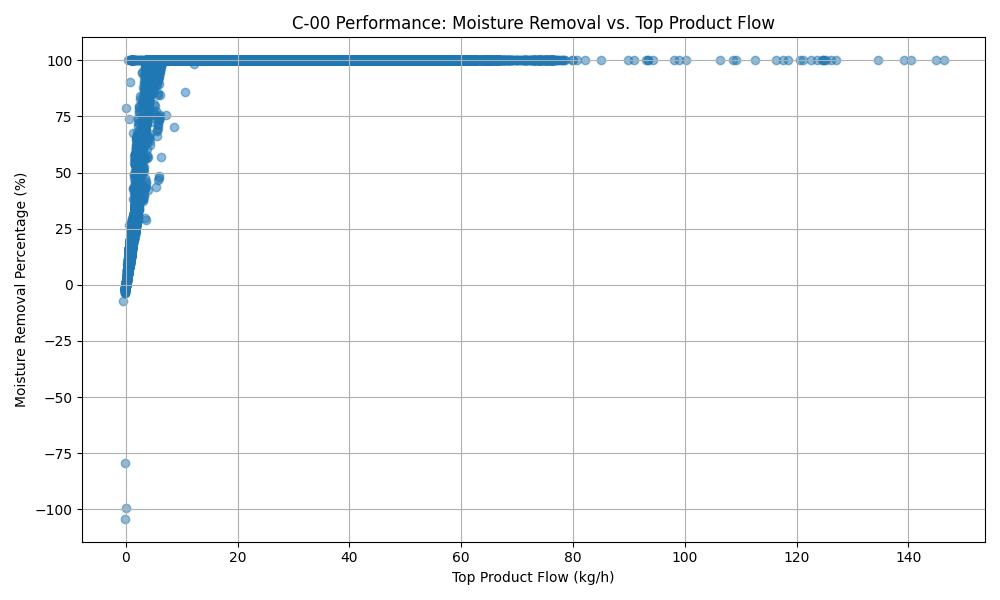 C-00 Performance: Moisture Removal vs. Top Product Flow
Moisture Removal Percentage (%)
100
75
50
25
0
−25
−50
−75
−100
0 20 40 60 80 100 120 140
Top Product Flow (kg/h)